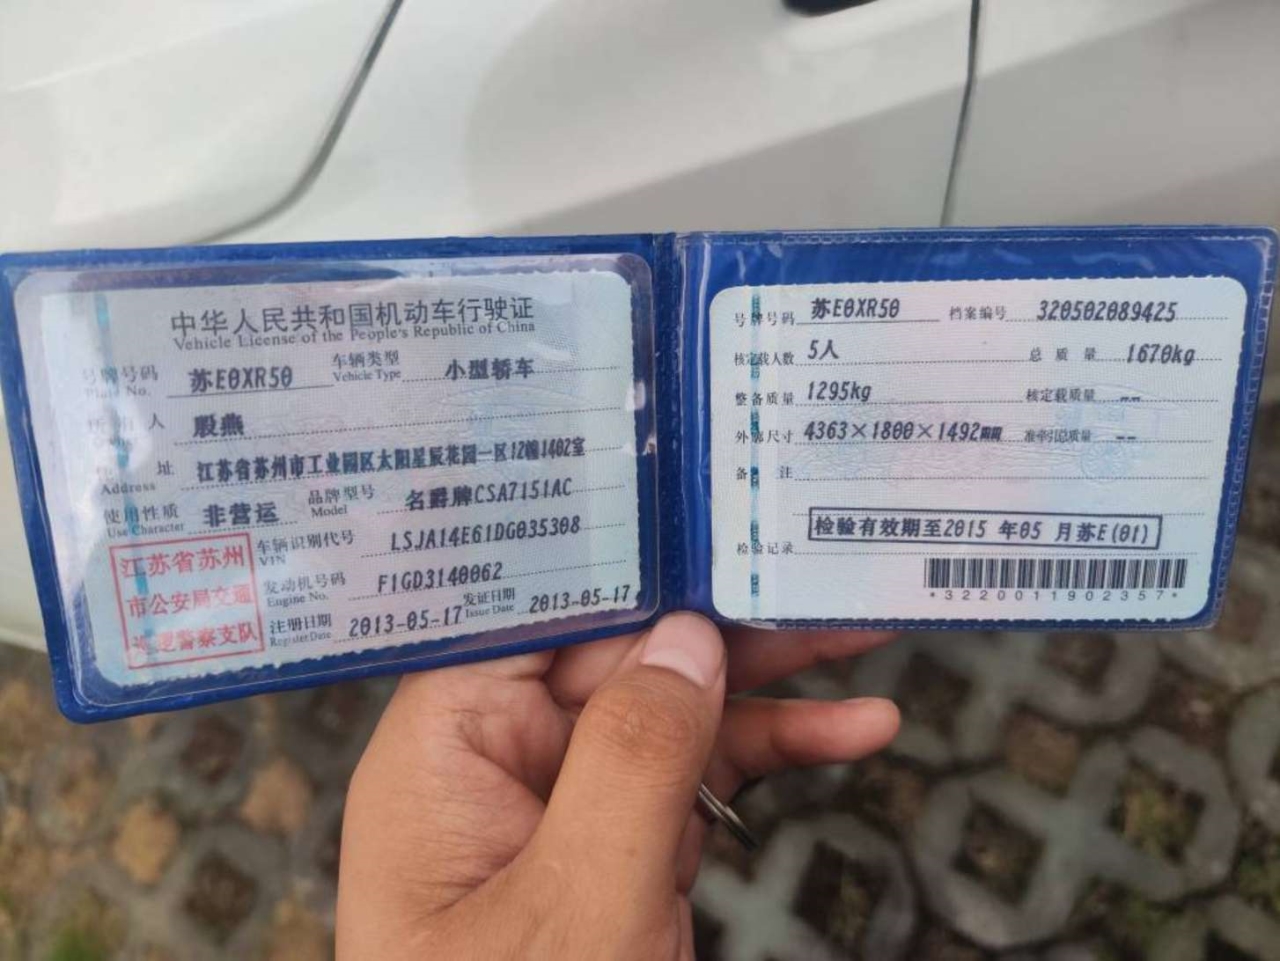 中华人民共和国机动车行驶证
Vehicle License of the People's Republic of China
号牌号码 苏E0XR50 车辆类型 小型轿车
Plate No. Vehicle Type
人 殷燕
址 江苏省苏州市工业园区太阳星辰花园一区12幢1402室
Address
使用性质 非营运 品牌型号 名爵牌CSA7151AC
Use Character Model
车辆识别代号 LSJA14E61DG035308
VIN
发动机号码 F1GD3140062
Engine No.
注册日期 2013-05-17 发证日期 2013-05-17
Register Date Issue Date
江苏省苏州
市公安局交通
警察支队
号牌号码 苏E0XR50 档案编号 320502089425
核定载人数 5人 总质量 1670kg
整备质量 1295kg 核定载质量 --
外廓尺寸 4363×1800×1492 准牵引总质量 --
备注
检验有效期至2015 年05 月苏E(01)
检验记录
*3220011902357*